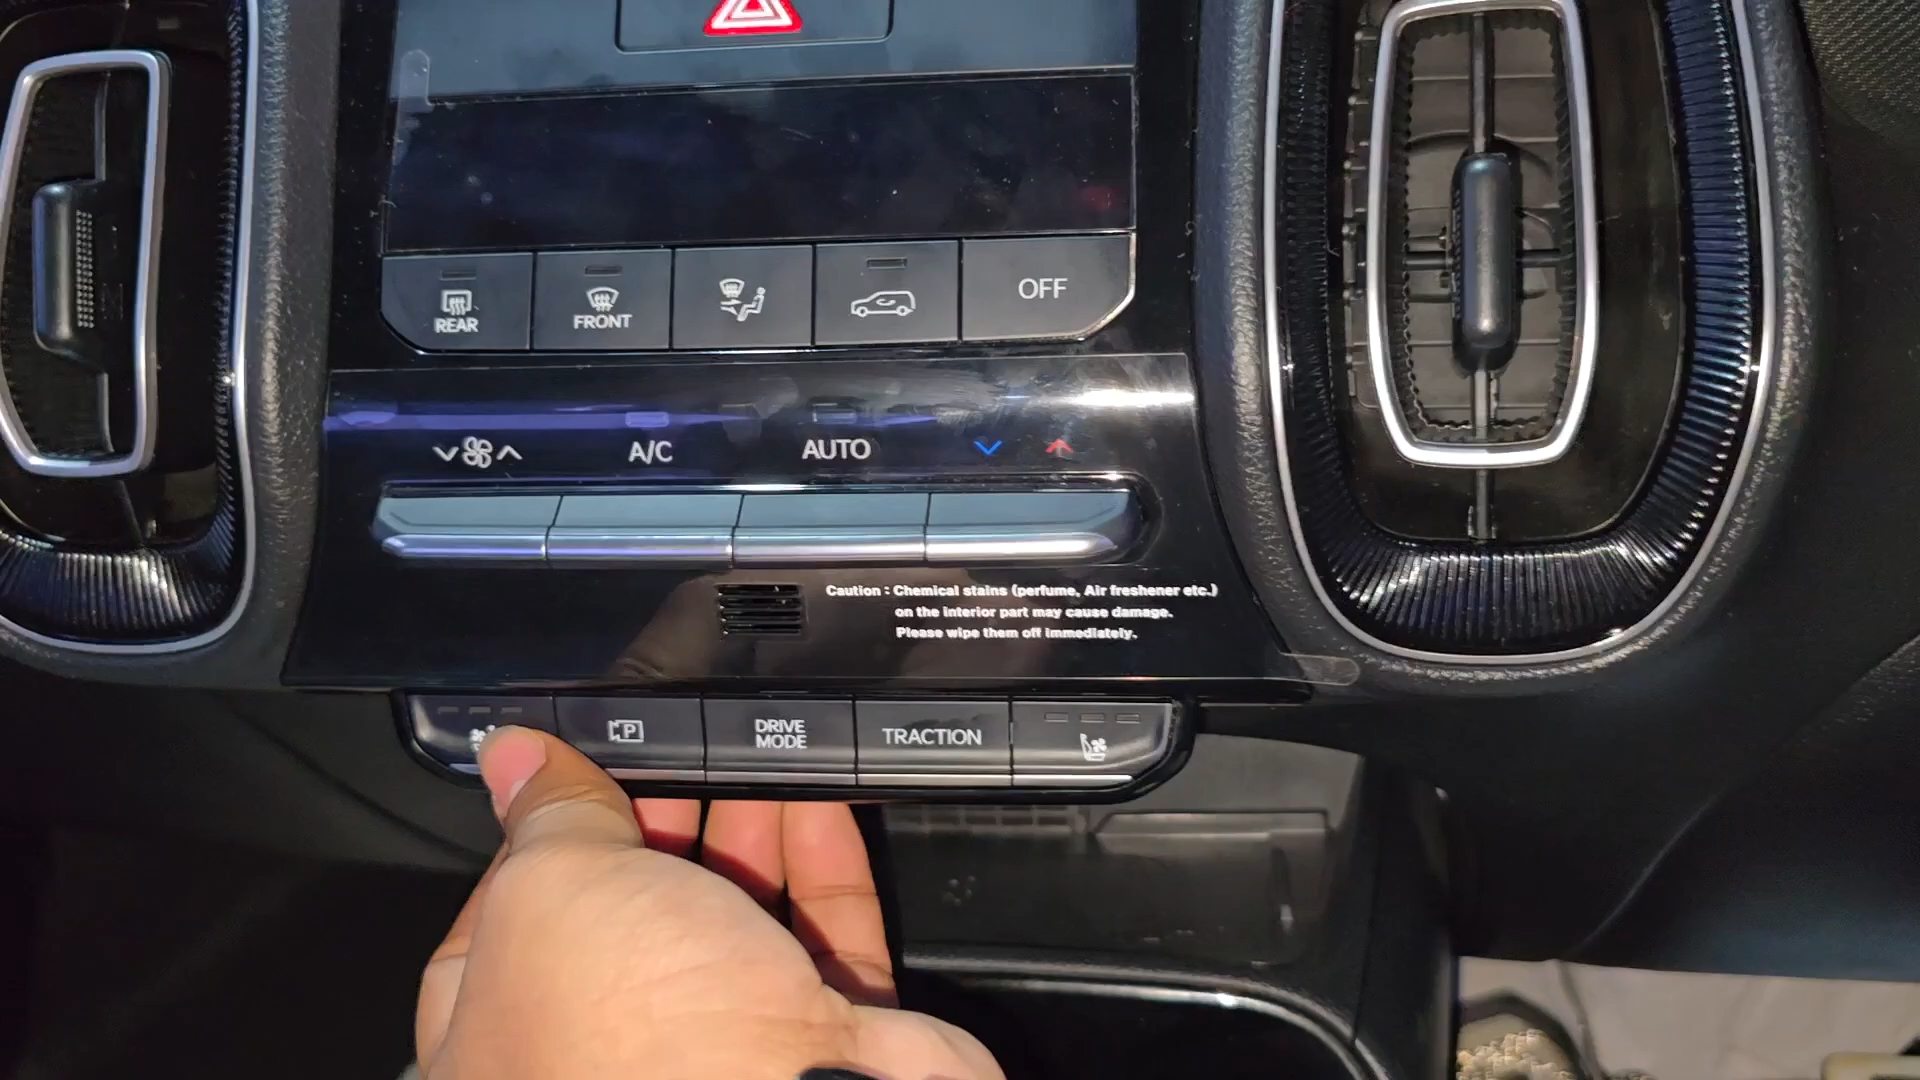 REAR
FRONT
OFF
A/C
AUTO
Caution : Chemical stains (perfume, Air freshener etc.)
on the interior part may cause damage.
Please wipe them off immediately.
P
DRIVE
MODE
TRACTION